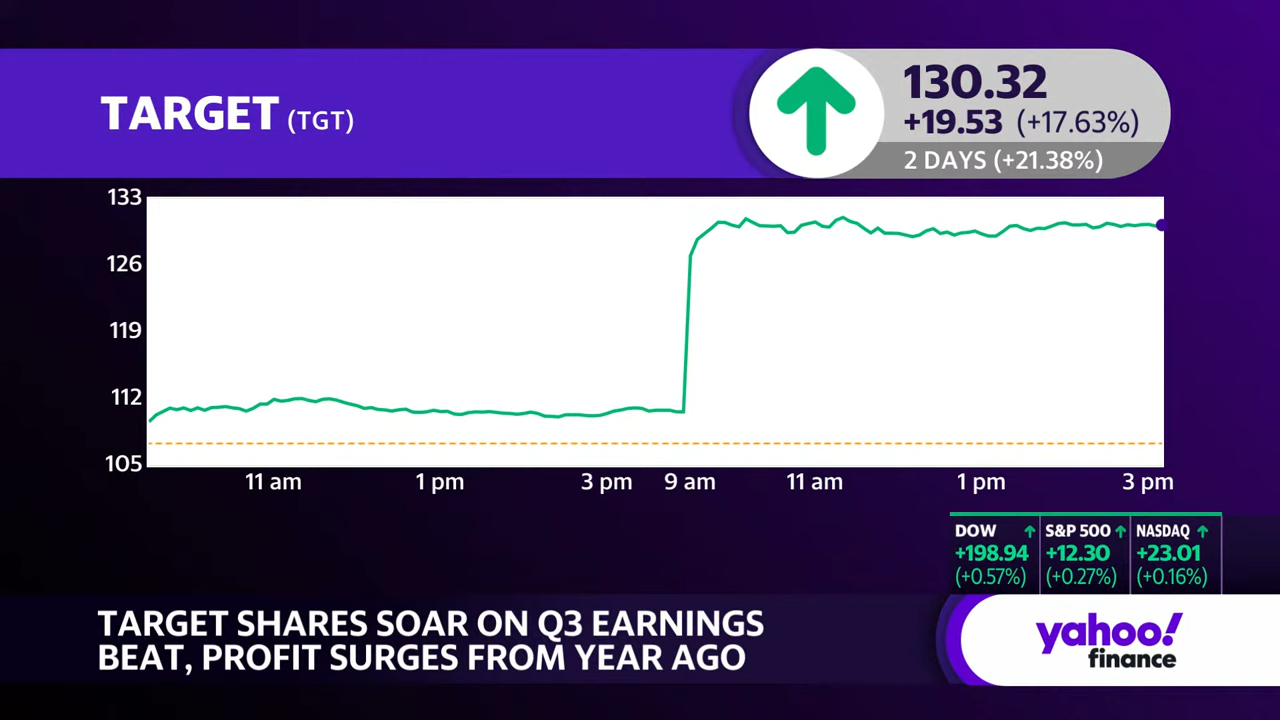 TARGET (TGT)
130.32
+19.53 (+17.63%)
2 DAYS (+21.38%)
133
126
119
112
105
11 am 1 pm 3 pm 9 am 11 am 1 pm 3 pm
DOW S&P 500 NASDAQ
+198.94 +12.30 +23.01
(+0.57%) (+0.27%) (+0.16%)
TARGET SHARES SOAR ON Q3 EARNINGS
BEAT, PROFIT SURGES FROM YEAR AGO
yahoo!
finance